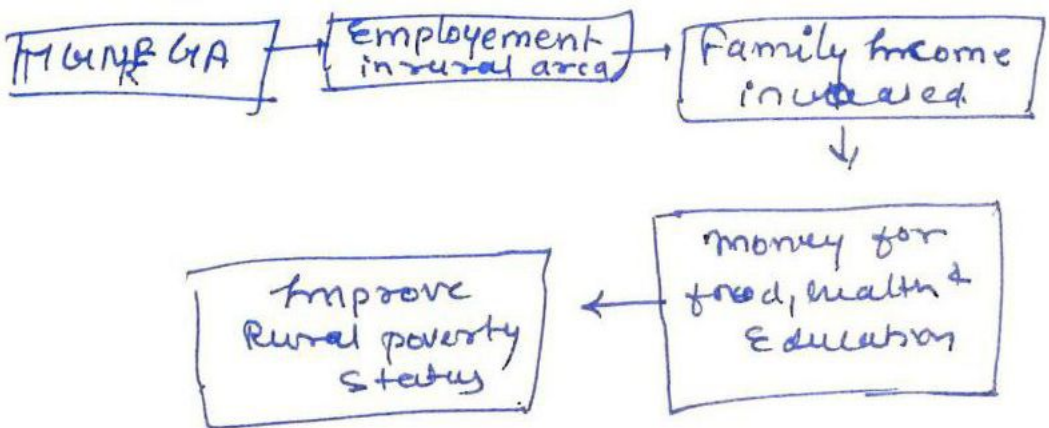 MGNREGA
Employement
in rural area
Family Income
increased
money for
food, health &
Education
Improve
Rural poverty
Status